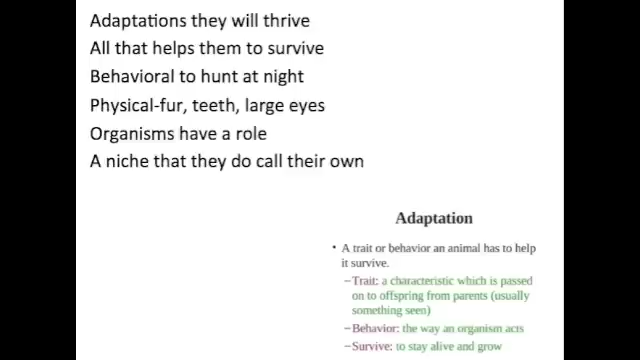 Adaptations they will thrive
All that helps them to survive
Behavioral to hunt at night
Physical-fur, teeth, large eyes
Organisms have a role
A niche that they do call their own
Adaptation
• A trait or behavior an animal has to help
it survive.
–Trait: a characteristic which is passed
on to offspring from parents (usually
something seen)
–Behavior: the way an organism acts
–Survive: to stay alive and grow